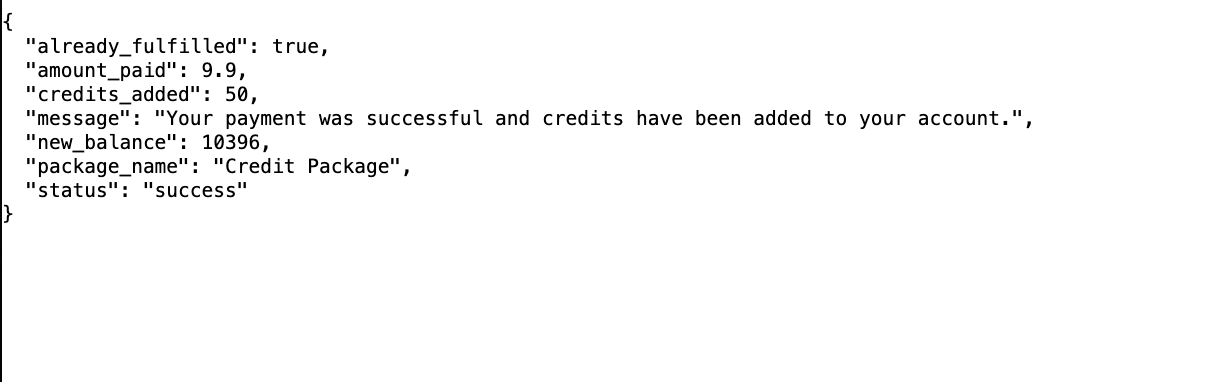 {
  "already_fulfilled": true,
  "amount_paid": 9.9,
  "credits_added": 50,
  "message": "Your payment was successful and credits have been added to your account.",
  "new_balance": 10396,
  "package_name": "Credit Package",
  "status": "success"
}